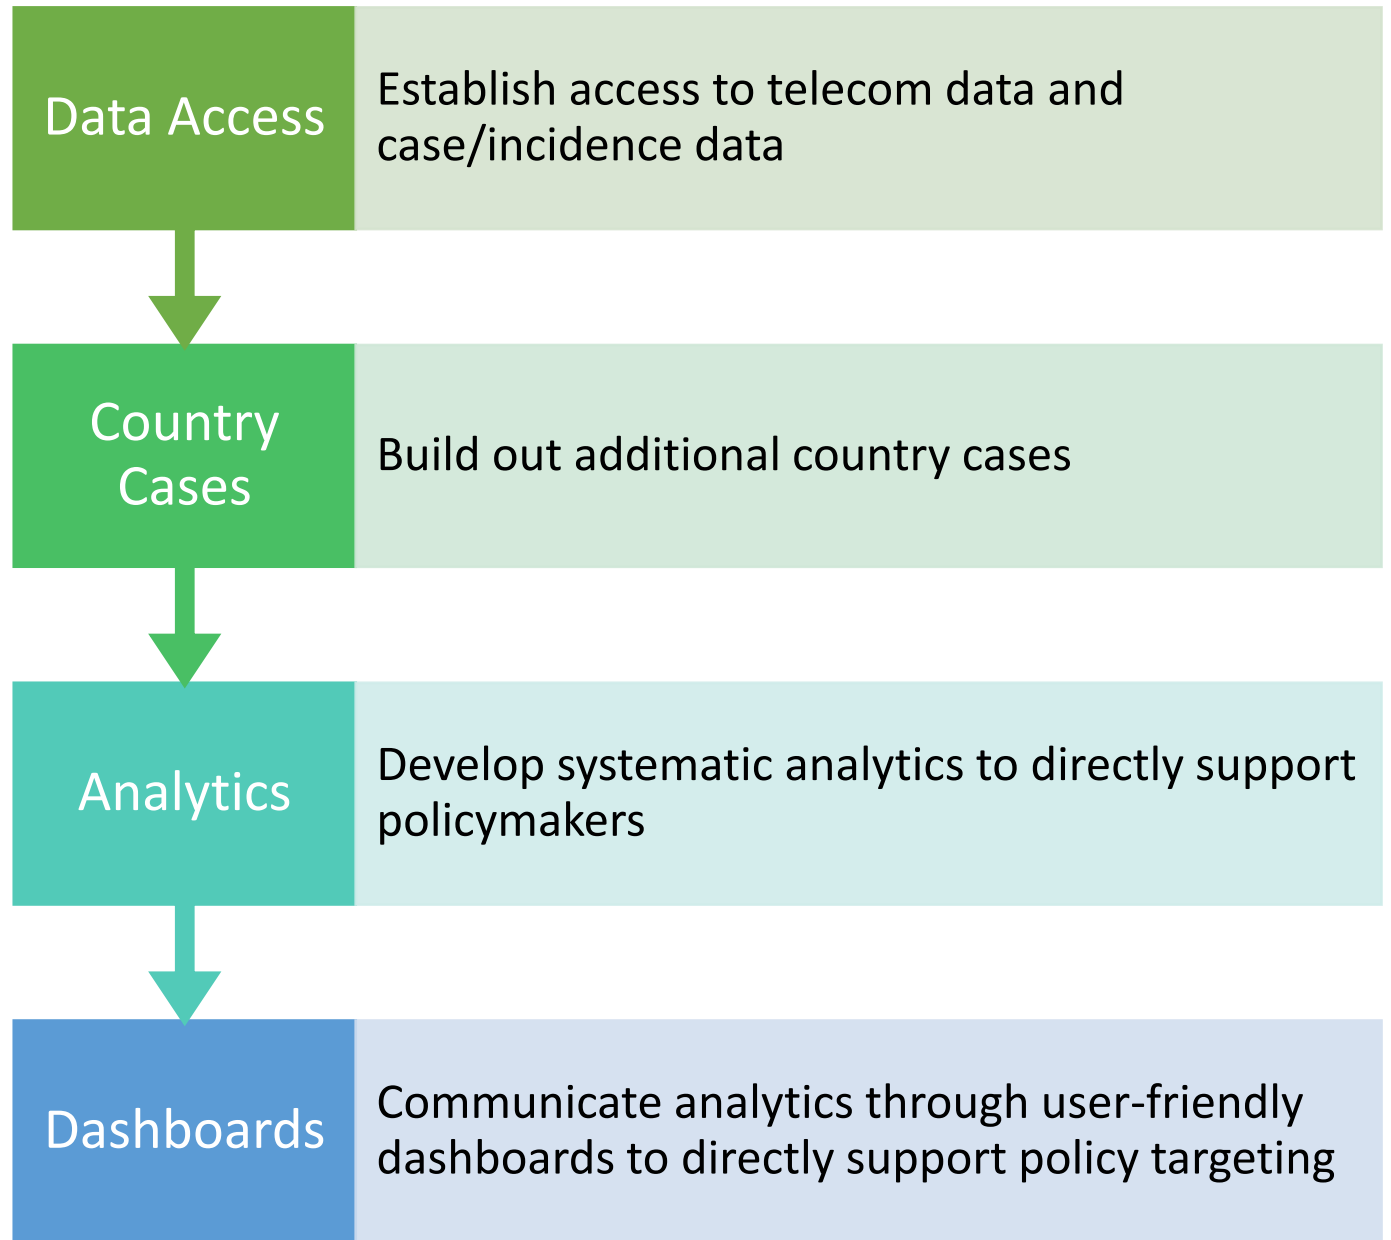 Data Access
Establish access to telecom data and
case/incidence data
Country
Cases
Build out additional country cases
Analytics
Develop systematic analytics to directly support
policymakers
Dashboards
Communicate analytics through user-friendly
dashboards to directly support policy targeting